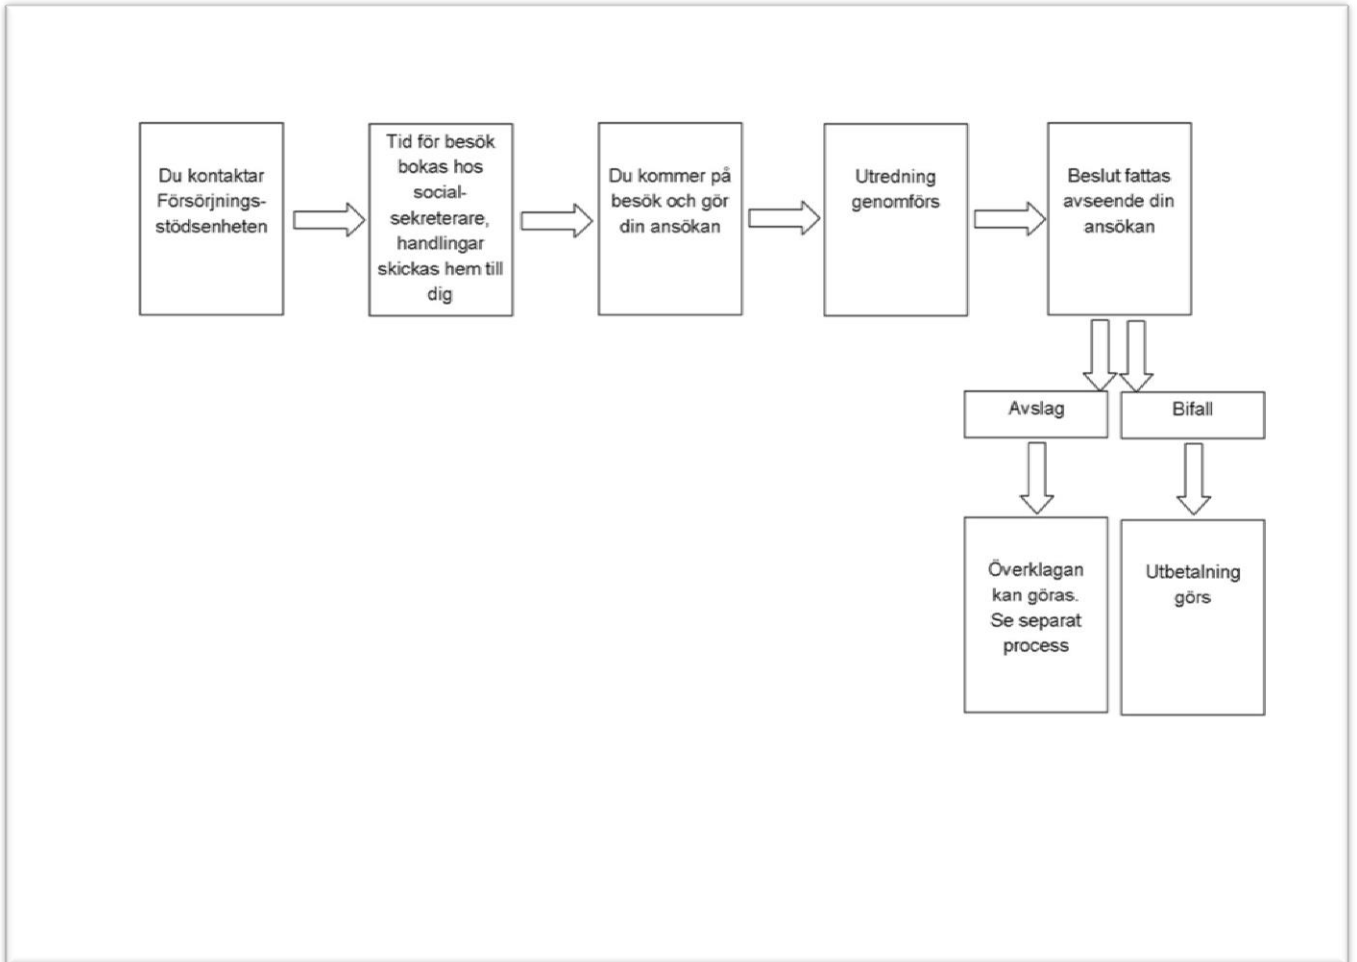 Du kontaktar
Försörjnings-
stödsenheten
Tid för besök
bokas hos
social-
sekreterare,
handlingar
skickas hem till
dig
Du kommer på
besök och gör
din ansökan
Utredning
genomförs
Beslut fattas
avseende din
ansökan
Avslag
Bifall
Överklagan
kan göras.
Se separat
process
Utbetalning
görs